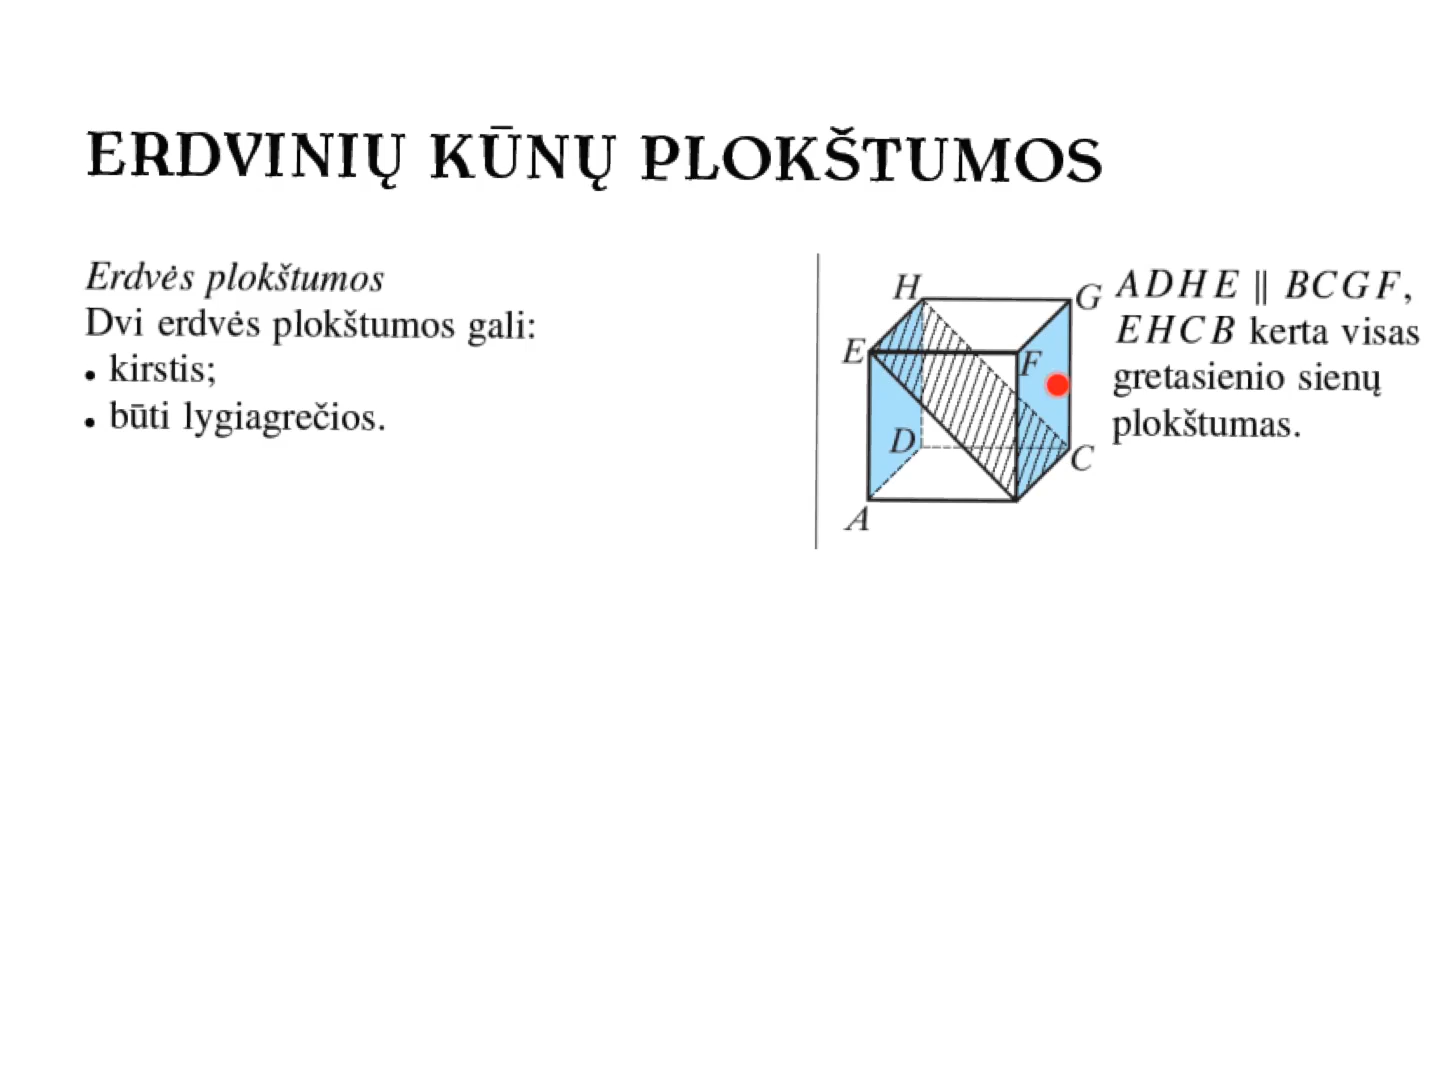 ERDVINIŲ KŪNŲ PLOKŠTUMOS
Erdvės plokštumos
Dvi erdvės plokštumos gali:
• kirstis;
• būti lygiagrečios.
H
G
E
F
D
C
A
ADHE ∥ BCGF,
EHCB kerta visas
gretasienio sienų
plokštumas.